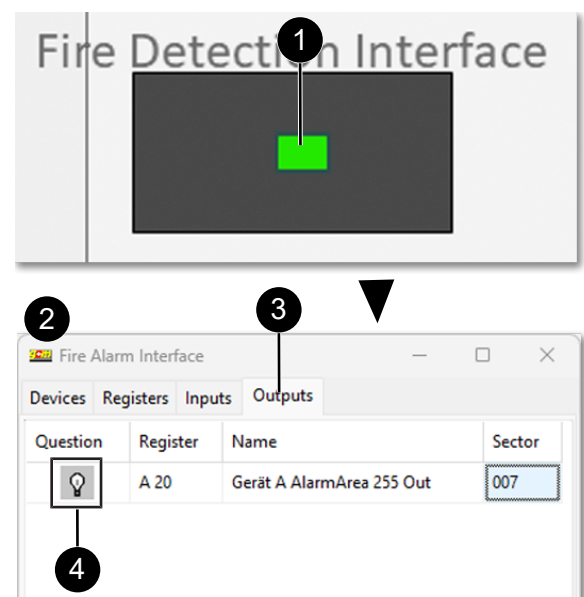 Fire Detection Interface
1
2
3
Fire Alarm Interface
Devices Registers Inputs Outputs
Question Register Name Sector
A 20 Gerät A AlarmArea 255 Out 007
4